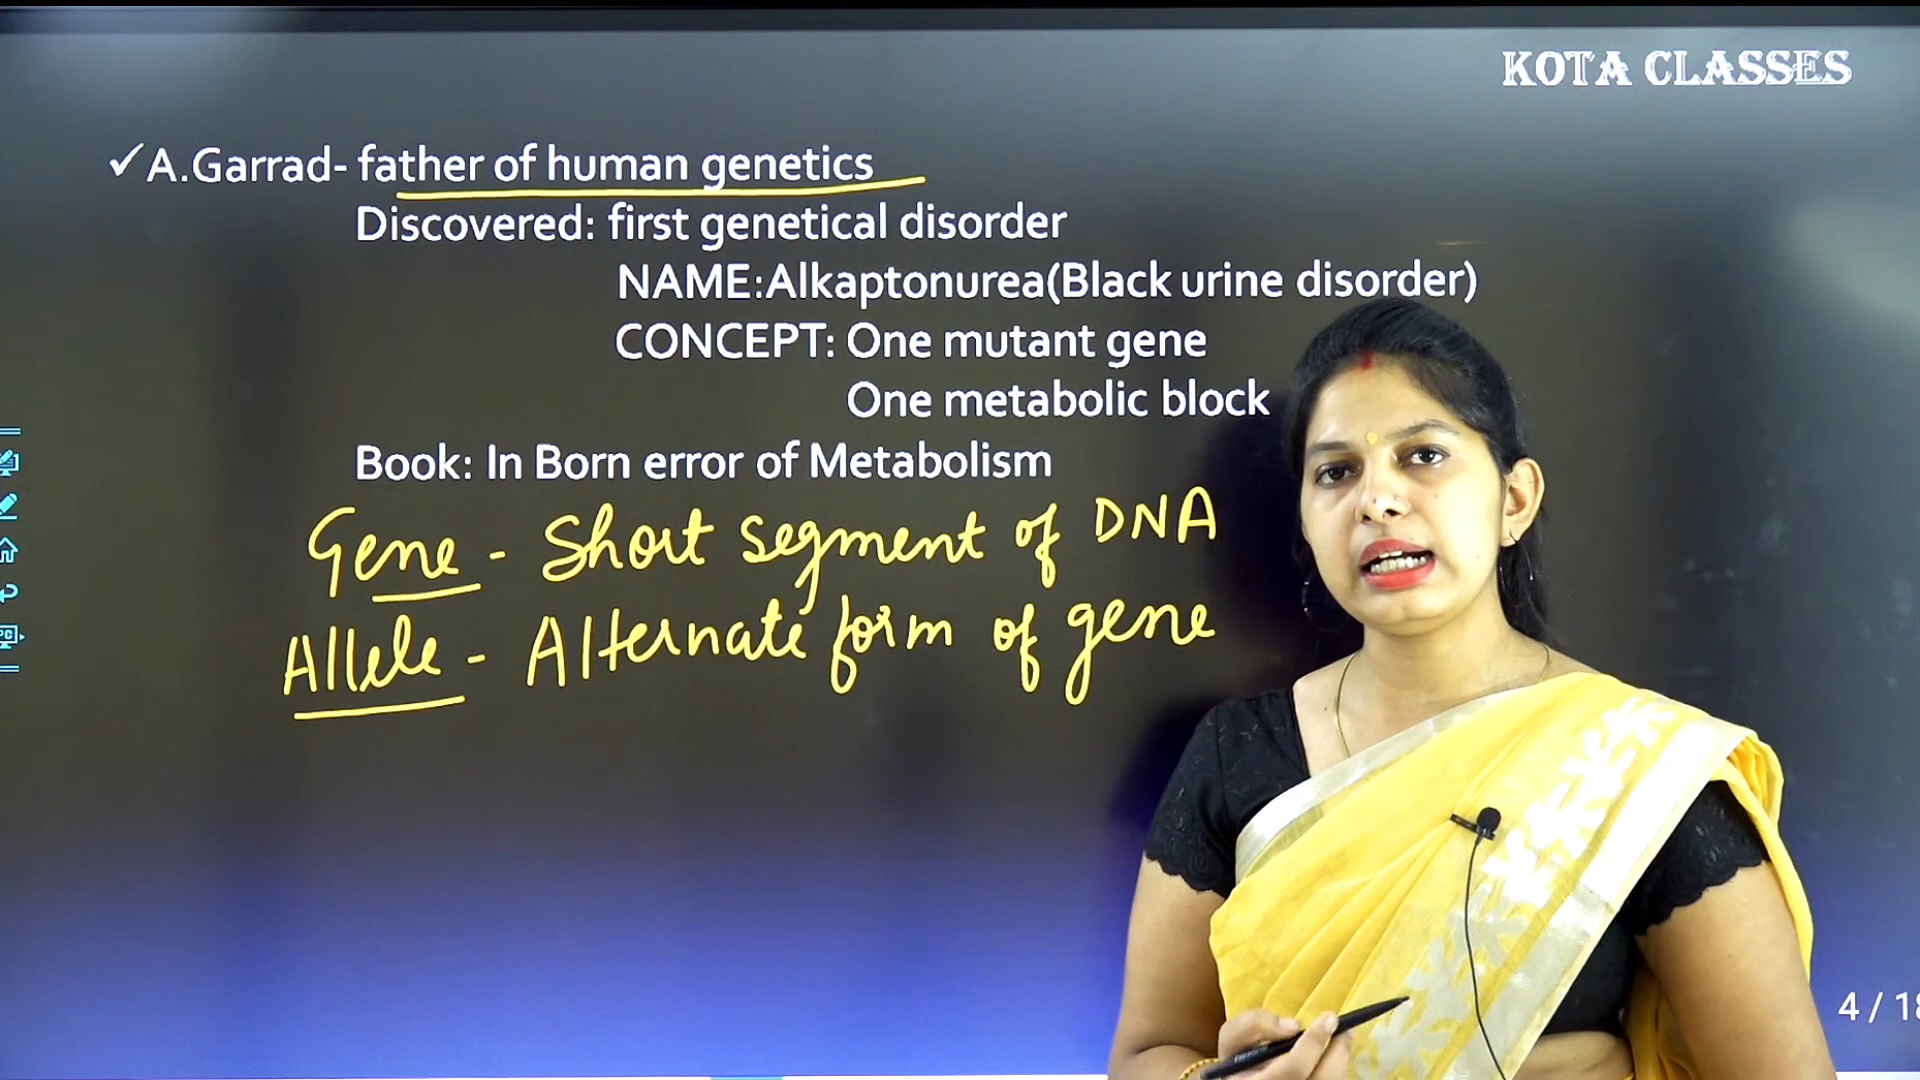 KOTA CLASSES
✓A.Garrad- father of human genetics
Discovered: first genetical disorder
NAME:Alkaptonurea(Black urine disorder)
CONCEPT: One mutant gene
One metabolic block
Book: In Born error of Metabolism
Gene - Short segment of DNA
Allele - Alternate form of gene
4 / 18